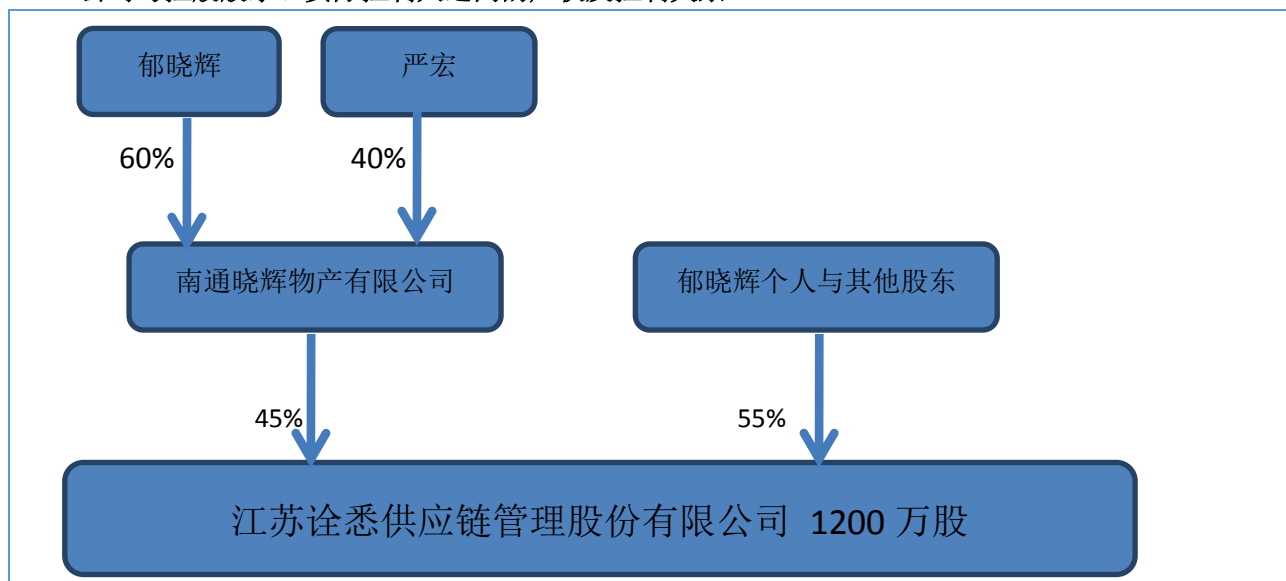 郁晓辉
严宏
60%
40%
南通晓辉物产有限公司
郁晓辉个人与其他股东
45%
55%
江苏诠悉供应链管理股份有限公司 1200 万股